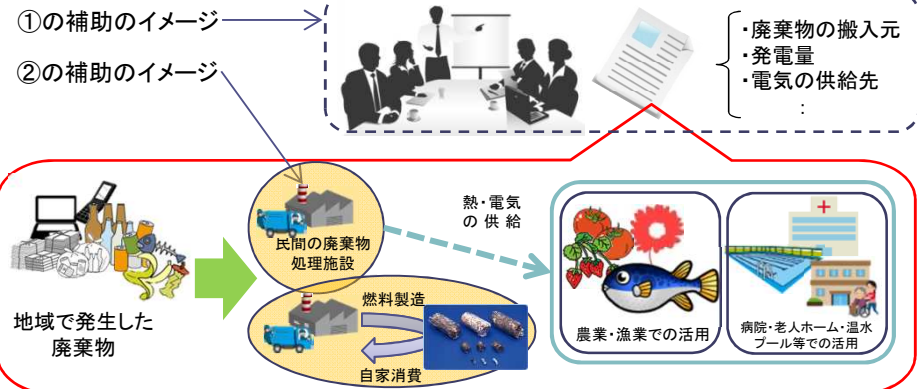 ①の補助のイメージ
②の補助のイメージ
・廃棄物の搬入元
・発電量
・電気の供給先
：
地域で発生した
廃棄物
民間の廃棄物
処理施設
燃料製造
自家消費
熱・電気
の 供 給
農業・漁業での活用
病院・老人ホーム・温水
プール等での活用